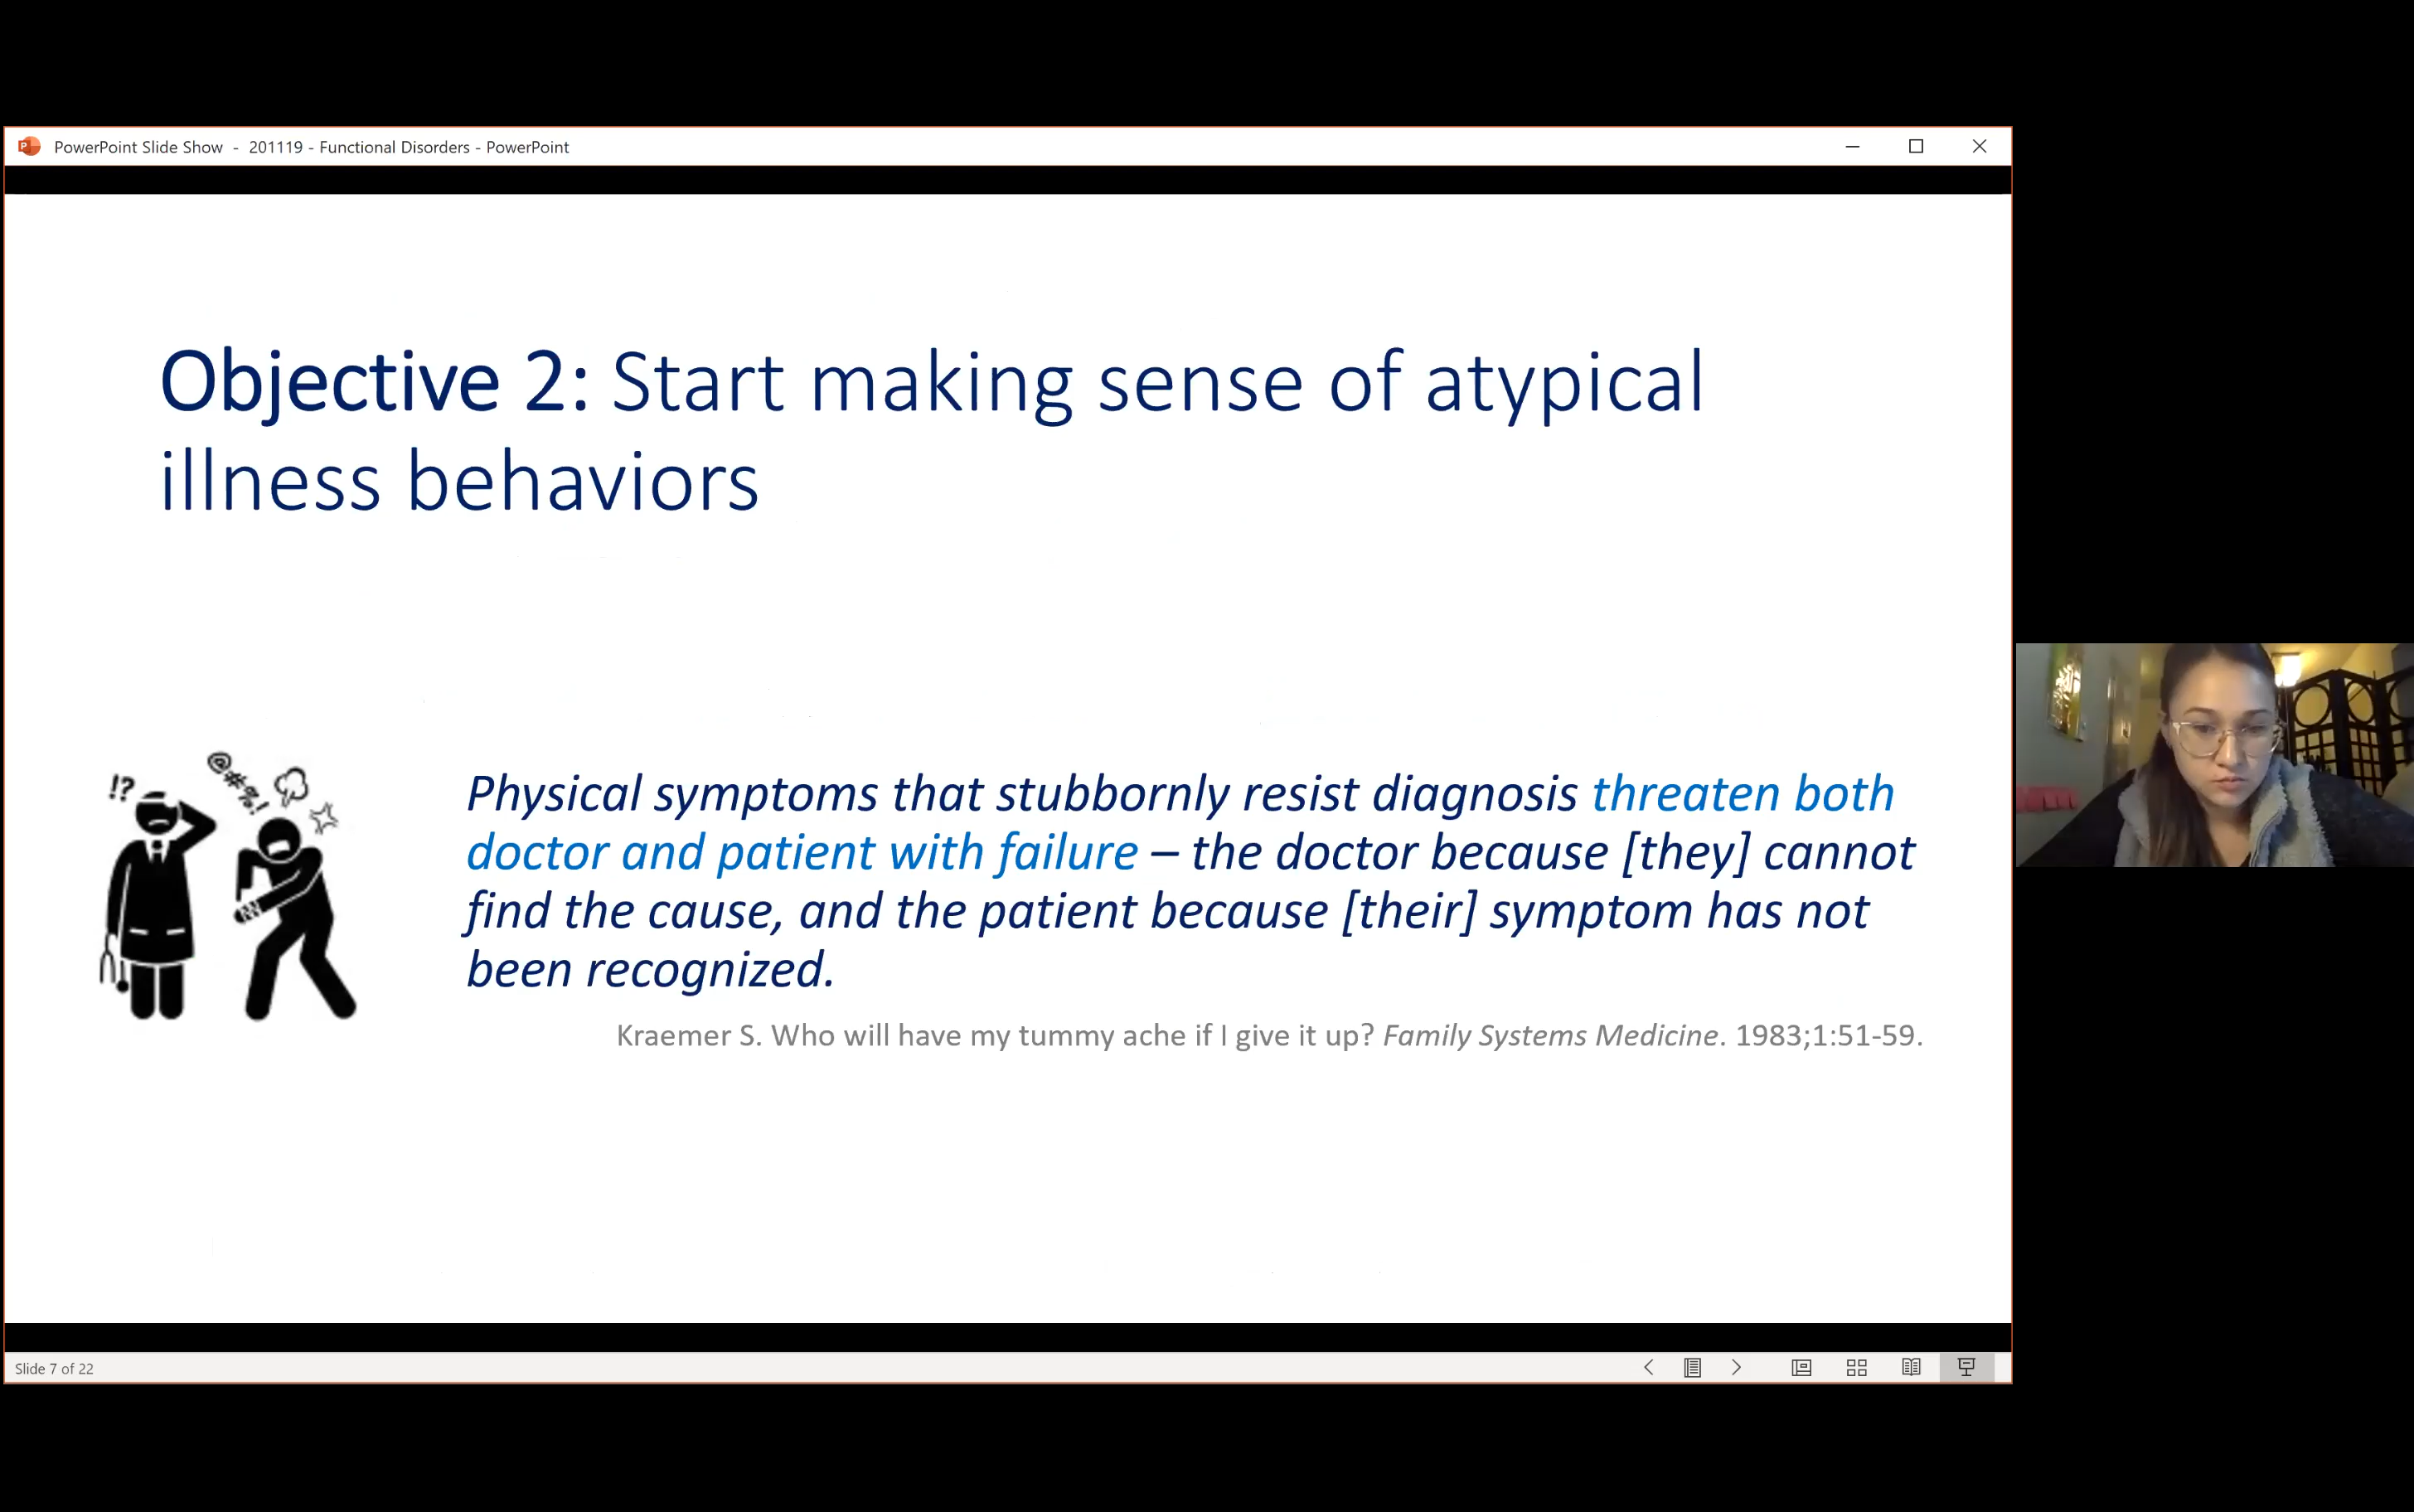 PowerPoint Slide Show - 201119 - Functional Disorders - PowerPoint
Objective 2: Start making sense of atypical
illness behaviors
!?
@#%!
Physical symptoms that stubbornly resist diagnosis threaten both
doctor and patient with failure – the doctor because [they] cannot
find the cause, and the patient because [their] symptom has not
been recognized.
Kraemer S. Who will have my tummy ache if I give it up? Family Systems Medicine. 1983;1:51-59.
Slide 7 of 22